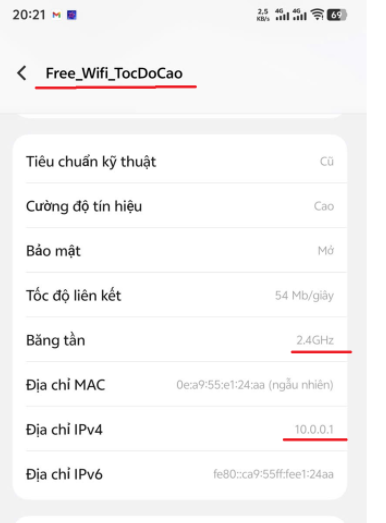 20:21
2,5 KB/s 4G 4G 69
Free_Wifi_TocDoCao
Tiêu chuẩn kỹ thuật Cũ
Cường độ tín hiệu Cao
Bảo mật Mở
Tốc độ liên kết 54 Mb/giây
Băng tần 2.4GHz
Địa chỉ MAC 0e:a9:55:e1:24:aa (ngẫu nhiên)
Địa chỉ IPv4 10.0.0.1
Địa chỉ IPv6 fe80::ca9:55ff:fee1:24aa